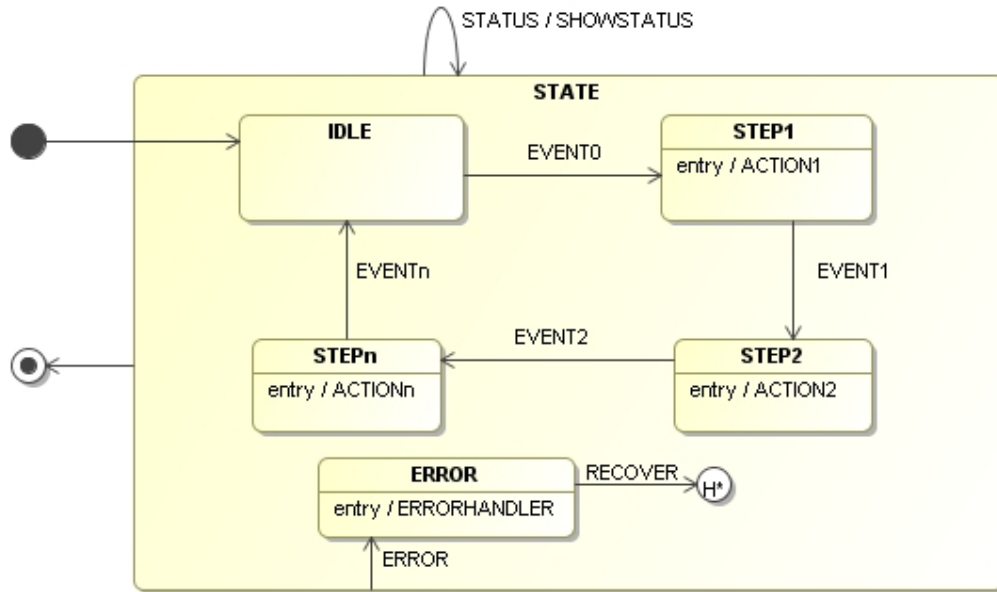 STATUS / SHOWSTATUS
STATE
IDLE
STEP1
EVENT0
entry / ACTION1
EVENTn
EVENT1
EVENT2
STEPn
STEP2
entry / ACTIONn
entry / ACTION2
ERROR
RECOVER
H*
entry / ERRORHANDLER
ERROR